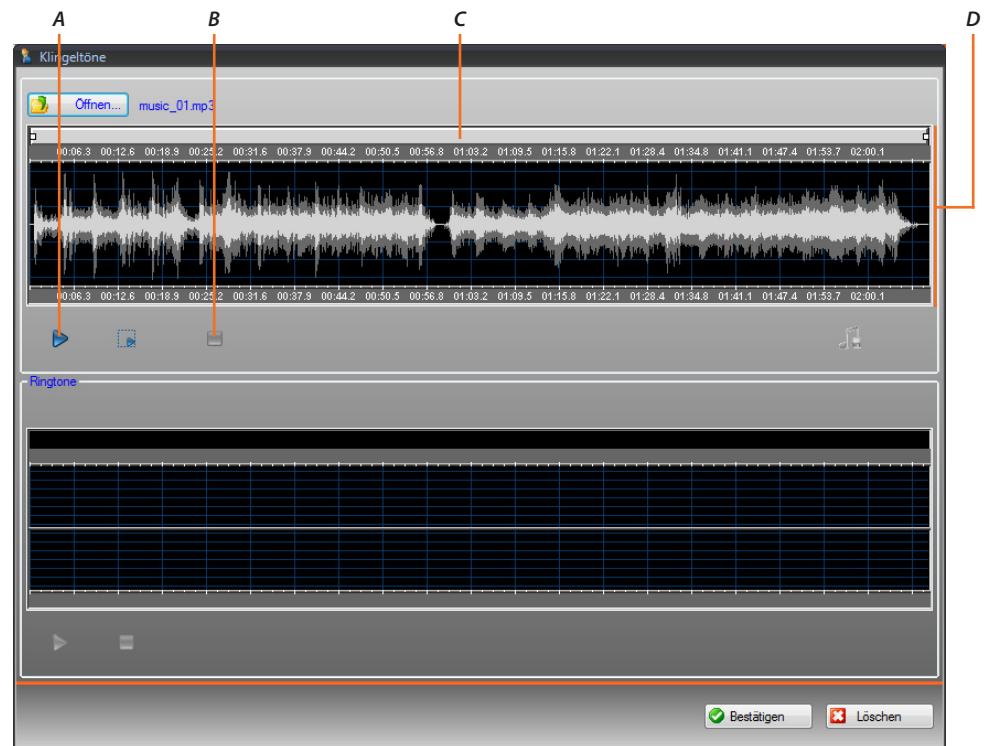 A B C D
Klingeltöne
Öffnen... music_01.mp3
00:06.3 00:12.6 00:18.9 00:25.2 00:31.6 00:37.9 00:44.2 00:50.5 00:56.8 01:03.2 01:09.5 01:15.8 01:22.1 01:28.4 01:34.8 01:41.1 01:47.4 01:53.7 02:00.1
00:06.3 00:12.6 00:18.9 00:25.2 00:31.6 00:37.9 00:44.2 00:50.5 00:56.8 01:03.2 01:09.5 01:15.8 01:22.1 01:28.4 01:34.8 01:41.1 01:47.4 01:53.7 02:00.1
Ringtone
Bestätigen Löschen